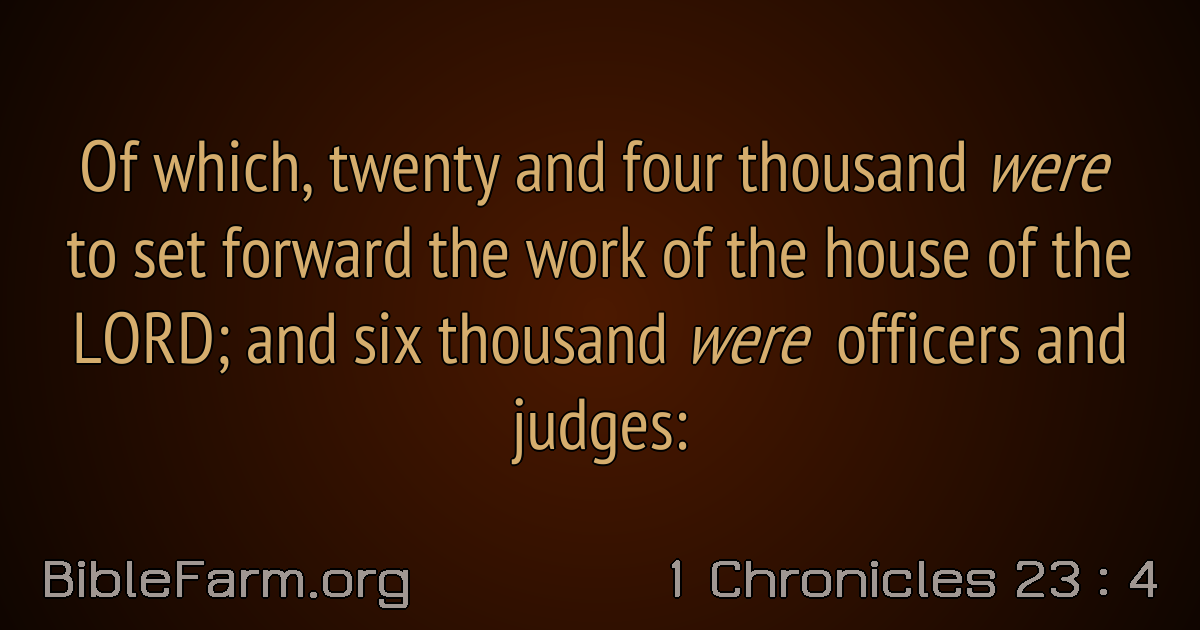 Of which, twenty and four thousand were
to set forward the work of the house of the
LORD; and six thousand were officers and
judges:
BibleFarm.org
1 Chronicles 23 : 4